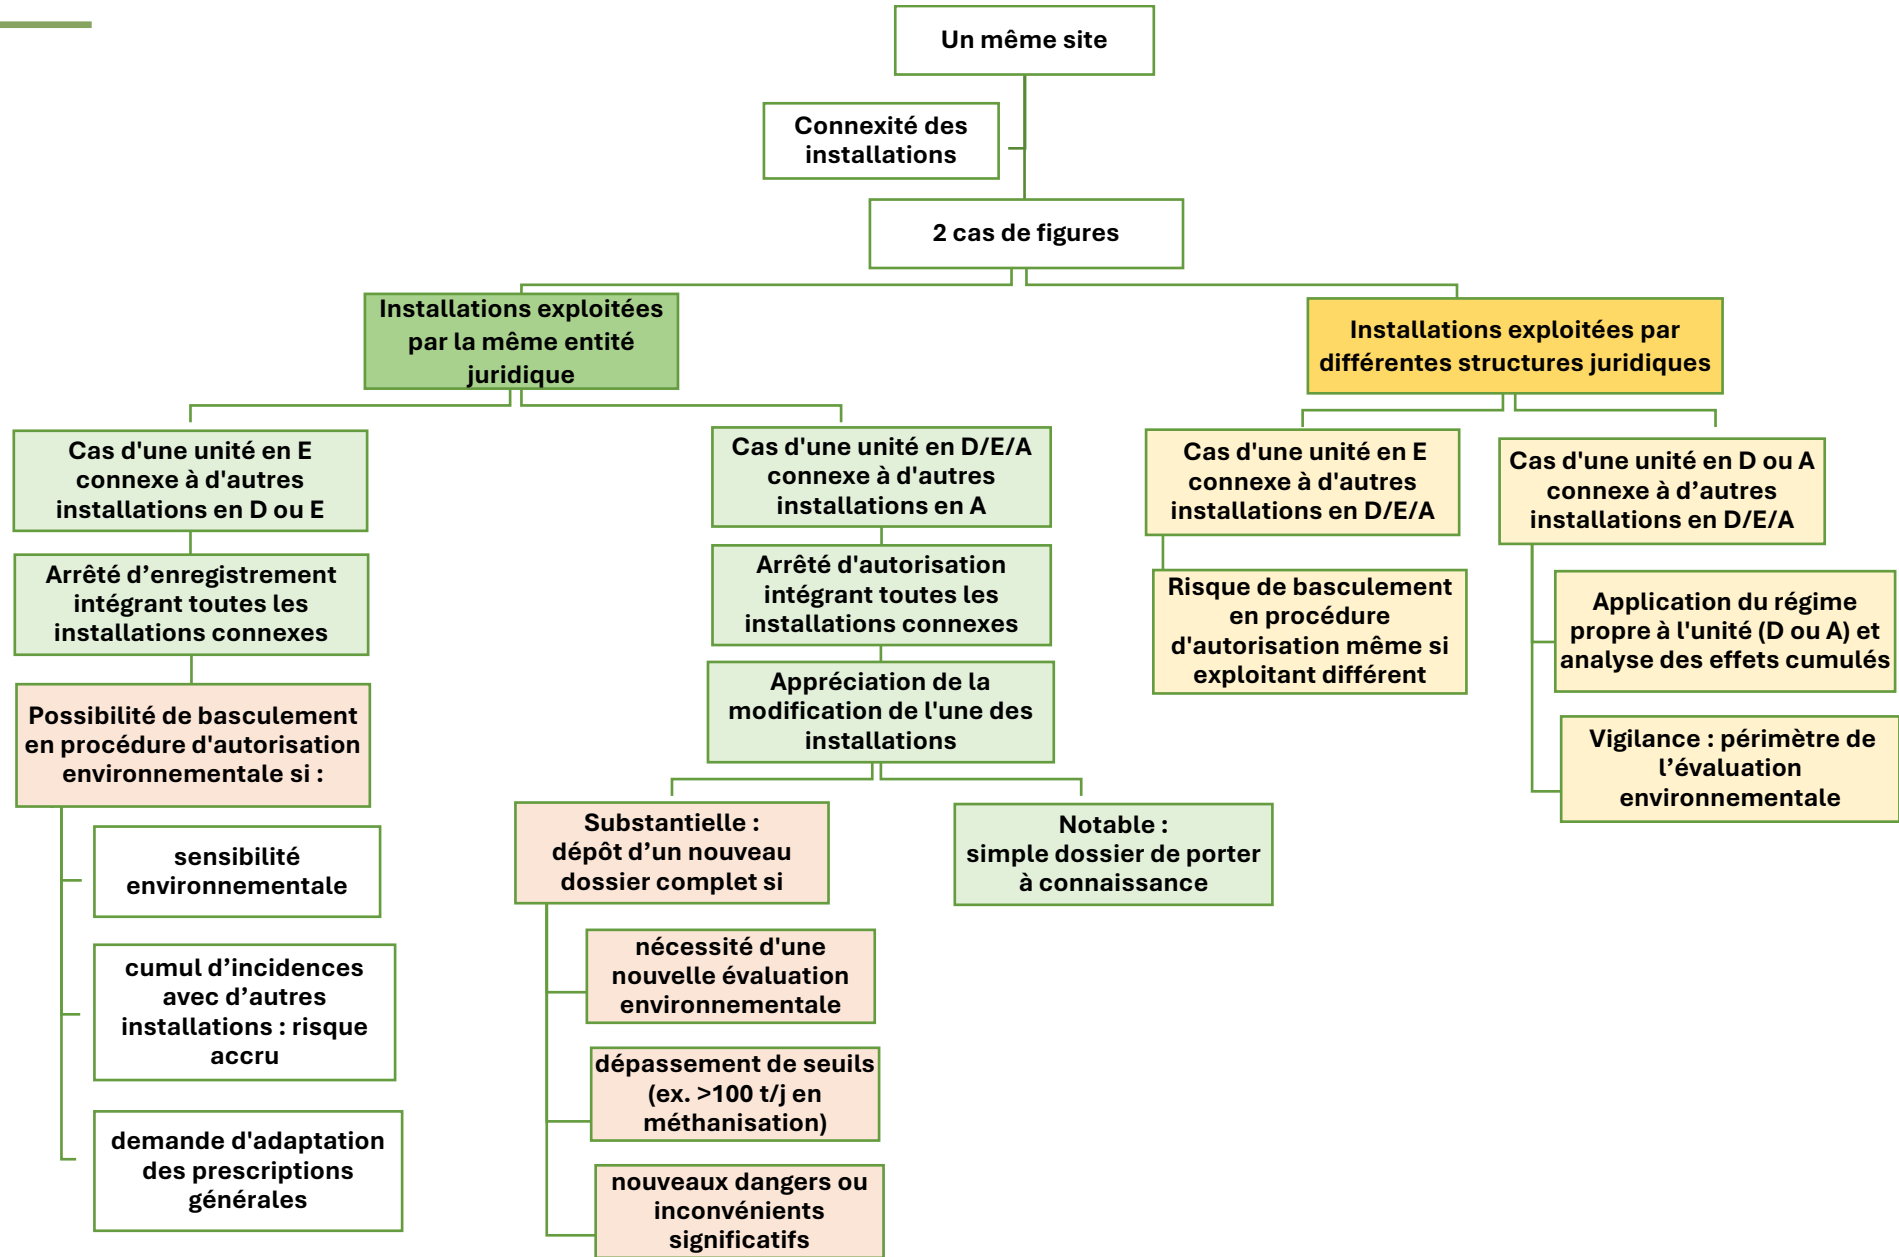 Un même site
Connexité des
installations
2 cas de figures
Installations exploitées
par la même entité
juridique
Installations exploitées par
différentes structures juridiques
Cas d'une unité en E
connexe à d'autres
installations en D ou E
Arrêté d’enregistrement
intégrant toutes les
installations connexes
Possibilité de basculement
en procédure d'autorisation
environnementale si :
sensibilité
environnementale
cumul d’incidences
avec d’autres
installations : risque
accru
demande d'adaptation
des prescriptions
générales
Cas d'une unité en D/E/A
connexe à d'autres
installations en A
Arrêté d'autorisation
intégrant toutes les
installations connexes
Appréciation de la
modification de l'une des
installations
Substantielle :
dépôt d’un nouveau
dossier complet si
nécessité d'une
nouvelle évaluation
environnementale
dépassement de seuils
(ex. >100 t/j en
méthanisation)
nouveaux dangers ou
inconvénients
significatifs
Notable :
simple dossier de porter
à connaissance
Cas d'une unité en E
connexe à d'autres
installations en D/E/A
Risque de basculement
en procédure
d'autorisation même si
exploitant différent
Cas d'une unité en D ou A
connexe à d’autres
installations en D/E/A
Application du régime
propre à l'unité (D ou A) et
analyse des effets cumulés
Vigilance : périmètre de
l’évaluation
environnementale